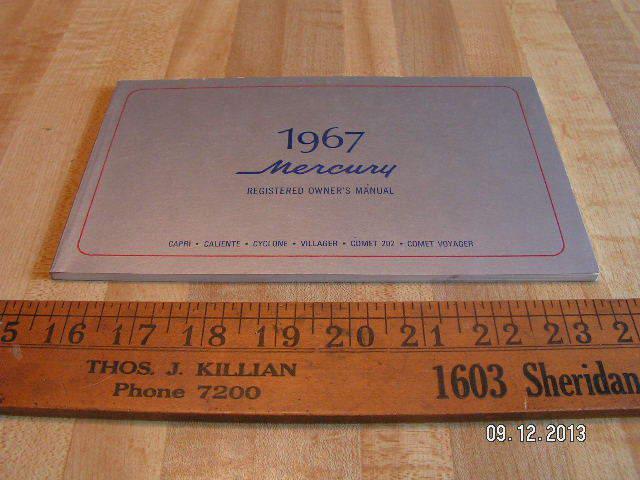 1967
Mercury
REGISTERED OWNER'S MANUAL
CAPRI • CALIENTE • CYCLONE • VILLAGER • COMET 202 • COMET VOYAGER
5 16 17 18 19 20 21 22 23 2
THOS. J. KILLIAN
Phone 7200
1603 Sheridan
09.12.2013